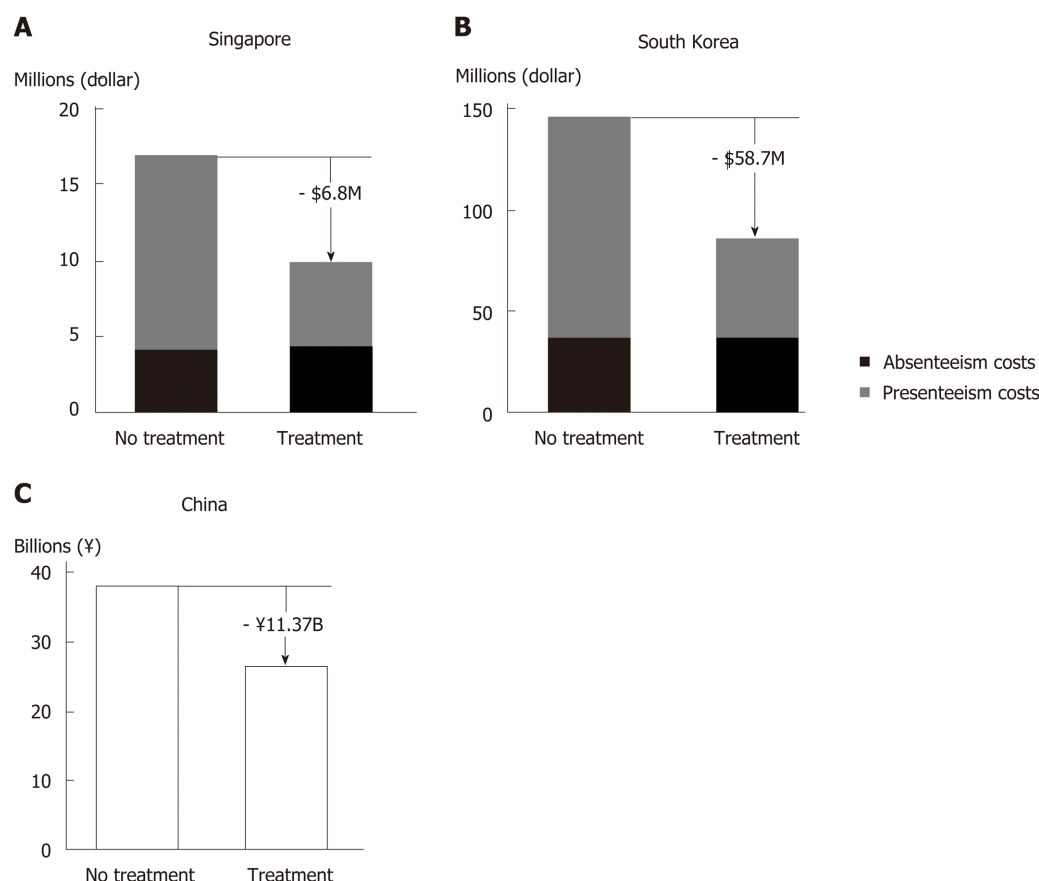 A
Singapore
Millions (dollar)
20
15
10
5
0
- $6.8M
No treatment
Treatment
B
South Korea
Millions (dollar)
150
100
50
0
- $58.7M
No treatment
Treatment
Absenteeism costs
Presenteeism costs
C
China
Billions (¥)
40
30
20
10
0
- ¥11.37B
No treatment
Treatment